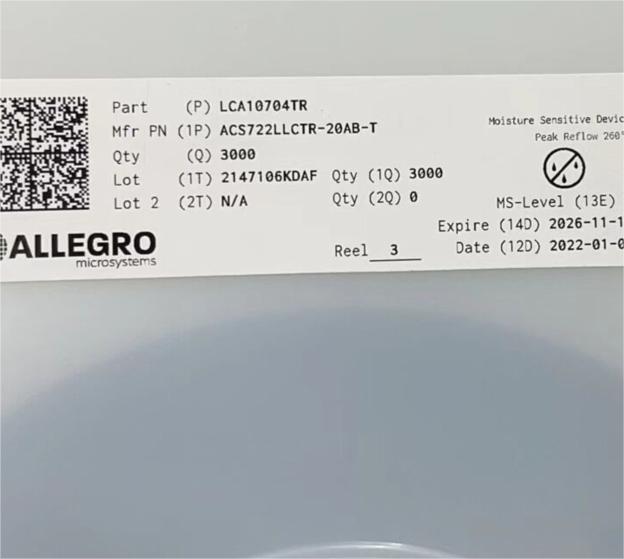 Part (P) LCA10704TR
Mfr PN (1P) ACS722LLCTR-20AB-T
Qty (Q) 3000
Lot (1T) 2147106KDAF Qty (1Q) 3000
Lot 2 (2T) N/A Qty (2Q) 0
ALLEGRO
microsystems
Reel 3
Moisture Sensitive Devic
Peak Reflow 260°
MS-Level (13E)
Expire (14D) 2026-11-1
Date (12D) 2022-01-0